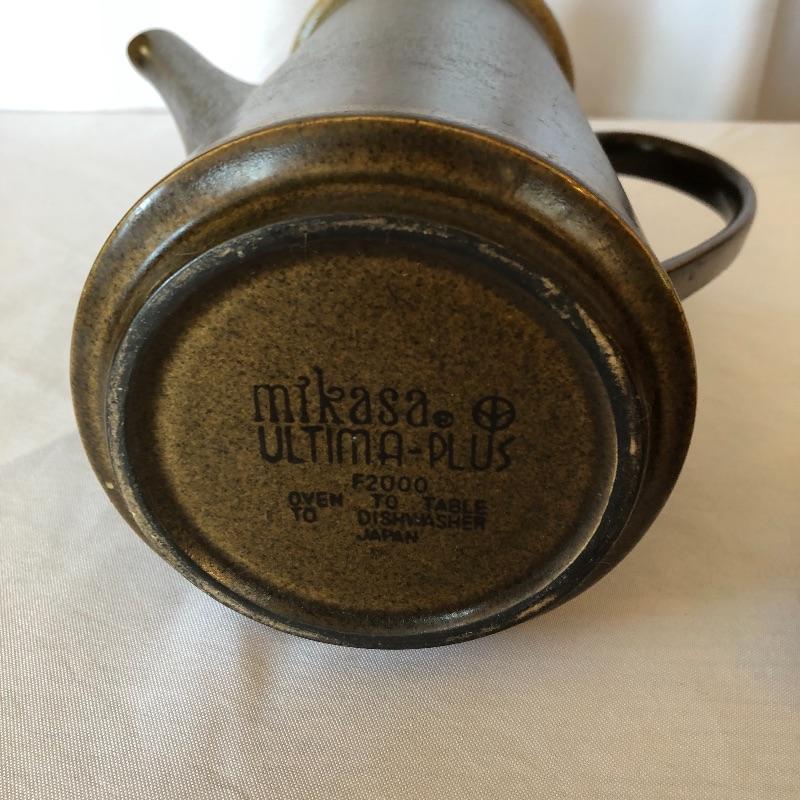 mikasa®
ULTIMA-PLUS
F2000
OVEN TO TABLE
TO DISHWASHER
JAPAN